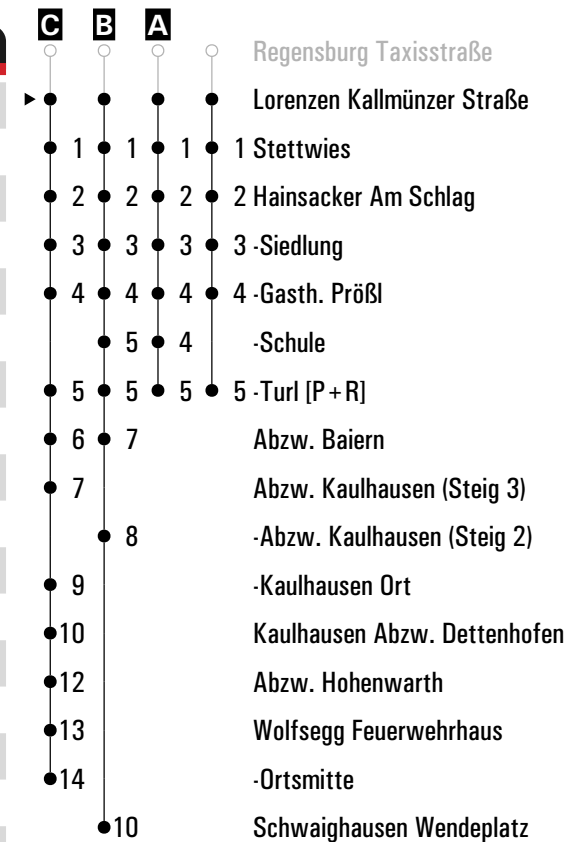 C B A
Regensburg Taxisstraße
Lorenzen Kallmünzer Straße
1 1 1 1 Stettwies
2 2 2 2 Hainsacker Am Schlag
3 3 3 3 -Siedlung
4 4 4 4 -Gasth. Prößl
5 4 -Schule
5 5 5 5 -Turl [P+R]
6 7 Abzw. Baiern
7 Abzw. Kaulhausen (Steig 3)
8 -Abzw. Kaulhausen (Steig 2)
9 -Kaulhausen Ort
10 Kaulhausen Abzw. Dettenhofen
12 Abzw. Hohenwarth
13 Wolfsegg Feuerwehrhaus
14 -Ortsmitte
10 Schwaighausen Wendeplatz